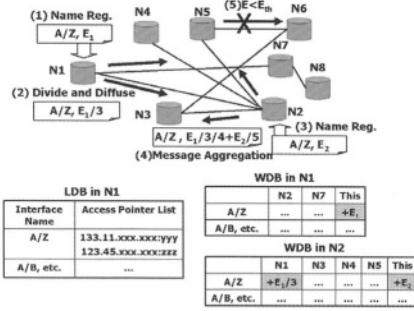 (1) Name Reg.
A/Z, E1
N4
N5
(5)E<Eth
N6
N1
N7
N8
(2) Divide and Diffuse
A/Z, E1/3
N3
N2
A/Z , E1/3/4+E2/5
(3) Name Reg.
A/Z, E2
(4)Message Aggregation
LDB in N1
Interface Name Access Pointer List
A/Z 133.11.xxx.xxx:yyy
123.45.xxx.xxx:zzz
A/B, etc. ...
WDB in N1
N2 N7 This
A/Z ... ... +E1
A/B, etc. ... ... ...
WDB in N2
N1 N3 N4 N5 This
A/Z +E1/3 ... ... ... +E2
A/B, etc. ... ... ... ... ...